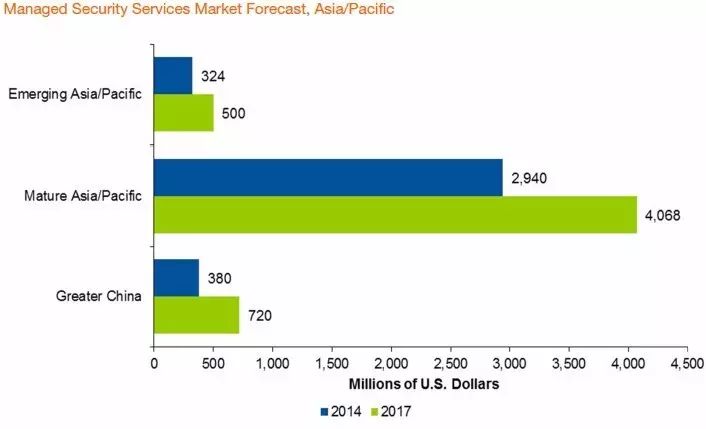 Managed Security Services Market Forecast, Asia/Pacific
Emerging Asia/Pacific
324
500
Mature Asia/Pacific
2,940
4,068
Greater China
380
720
0 500 1,000 1,500 2,000 2,500 3,000 3,500 4,000 4,500
Millions of U.S. Dollars
2014 2017